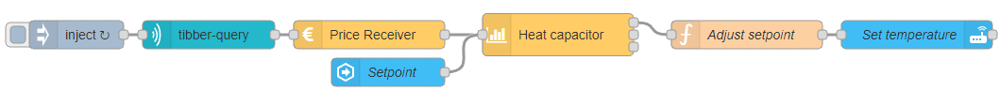 inject ↻
tibber-query
€ Price Receiver
Heat capacitor
Adjust setpoint
Set temperature
Setpoint